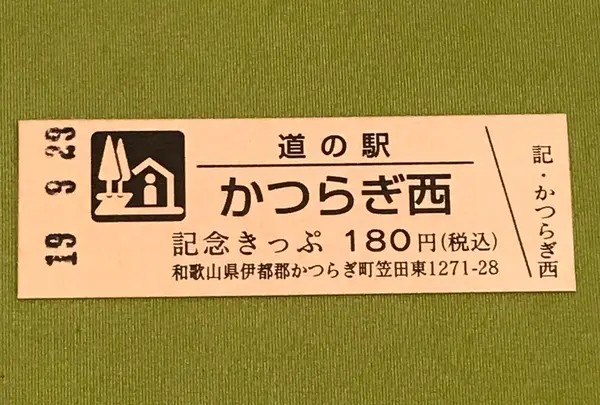 19 9 29
道の駅
かつらぎ西
記念きっぷ 180円(税込)
和歌山県伊都郡かつらぎ町笠田東1271-28
記・かつらぎ西